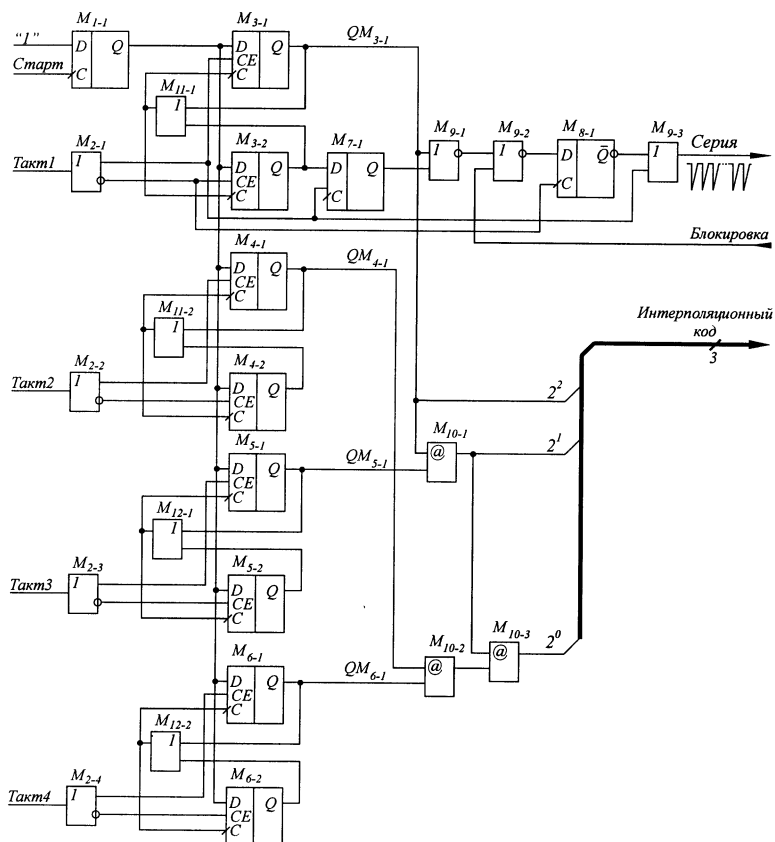 M1-1
M3-1
"1"
D Q
D Q
QM3-1
Старт
C
CE
C
M11-1
1
M2-1
M3-2
M7-1
M9-1
M9-2
M8-1
M9-3
Такт1
1
D Q
CE
C
D Q
C
1
1
D Q̄
C
1
Серия
Блокировка
M4-1
D Q
CE
C
QM4-1
M11-2
1
Интерполяционный
код
3
M2-2
M4-2
Такт2
1
D Q
CE
C
2²
M10-1
@
2¹
M5-1
D Q
CE
C
QM5-1
M12-1
1
M2-3
M5-2
Такт3
1
D Q
CE
C
M10-2
@
M10-3
@
2⁰
M6-1
D Q
CE
C
QM6-1
M12-2
1
M2-4
M6-2
Такт4
1
D Q
CE
C